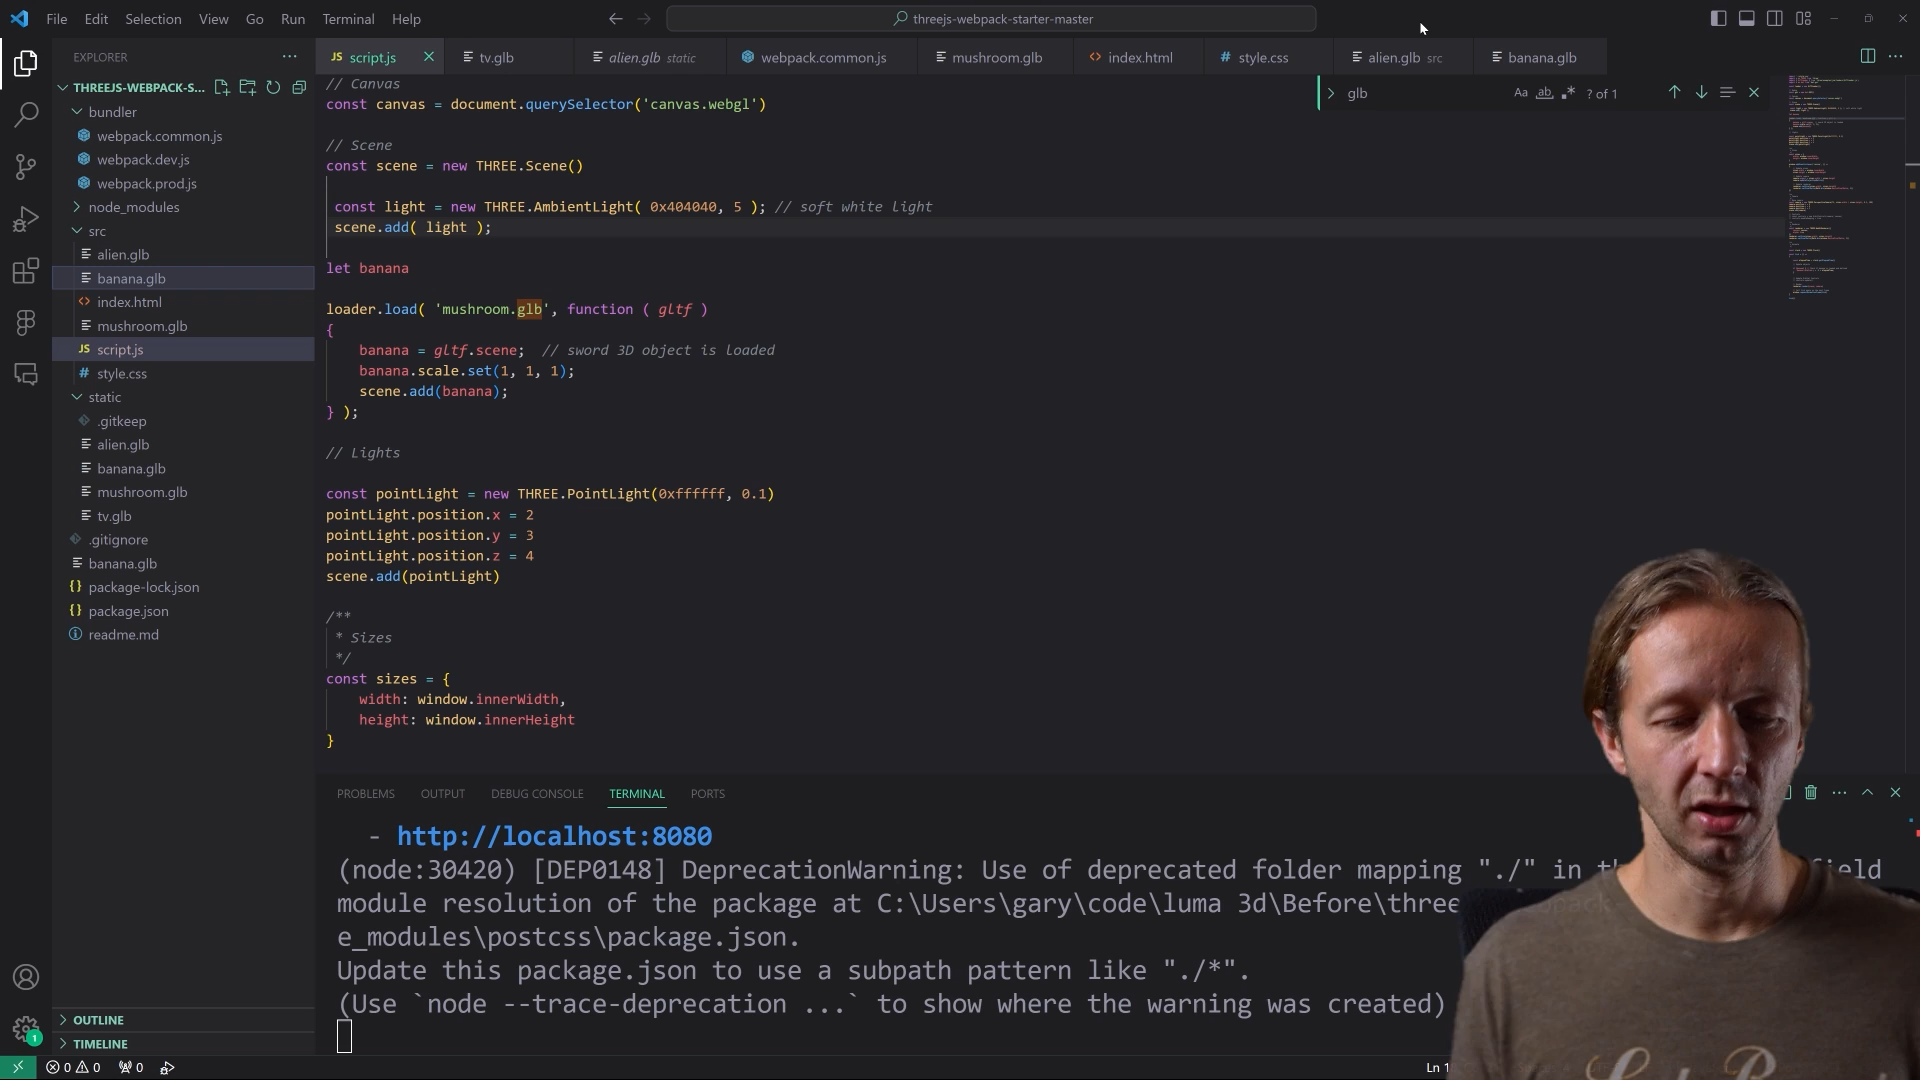 File Edit Selection View Go Run Terminal Help
threejs-webpack-starter-master
EXPLORER
script.js
tv.glb
alien.glb static
webpack.common.js
mushroom.glb
index.html
style.css
alien.glb src
banana.glb
THREEJS-WEBPACK-S...
bundler
webpack.common.js
webpack.dev.js
webpack.prod.js
node_modules
src
alien.glb
banana.glb
index.html
mushroom.glb
script.js
style.css
static
.gitkeep
alien.glb
banana.glb
mushroom.glb
tv.glb
.gitignore
banana.glb
package-lock.json
package.json
readme.md
OUTLINE
TIMELINE
glb
Aa ab
? of 1
// Canvas
const canvas = document.querySelector('canvas.webgl')
// Scene
const scene = new THREE.Scene()
const light = new THREE.AmbientLight( 0x404040, 5 ); // soft white light
scene.add( light );
let banana
loader.load( 'mushroom.glb', function ( gltf )
{
banana = gltf.scene; // sword 3D object is loaded
banana.scale.set(1, 1, 1);
scene.add(banana);
} );
// Lights
const pointLight = new THREE.PointLight(0xffffff, 0.1)
pointLight.position.x = 2
pointLight.position.y = 3
pointLight.position.z = 4
scene.add(pointLight)
/**
* Sizes
*/
const sizes = {
width: window.innerWidth,
height: window.innerHeight
}
PROBLEMS OUTPUT DEBUG CONSOLE TERMINAL PORTS
- http://localhost:8080
(node:30420) [DEP0148] DeprecationWarning: Use of deprecated folder mapping "./" in th field
module resolution of the package at C:\Users\gary\code\luma 3d\Before\three
e_modules\postcss\package.json.
Update this package.json to use a subpath pattern like "./*".
(Use `node --trace-deprecation ...` to show where the warning was created)
1
0 0 0
Ln 1